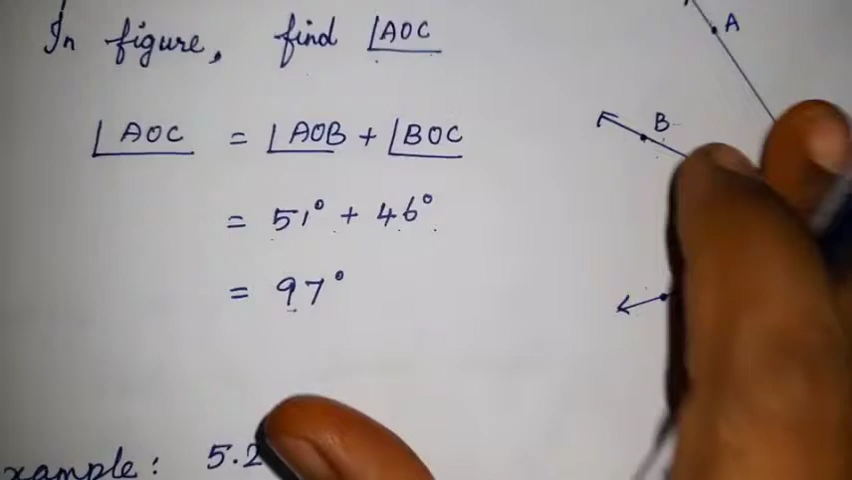 In figure, find ∠AOC
∠AOC = ∠AOB + ∠BOC
= 51° + 46°
= 97°
A
B
xample: 5.2